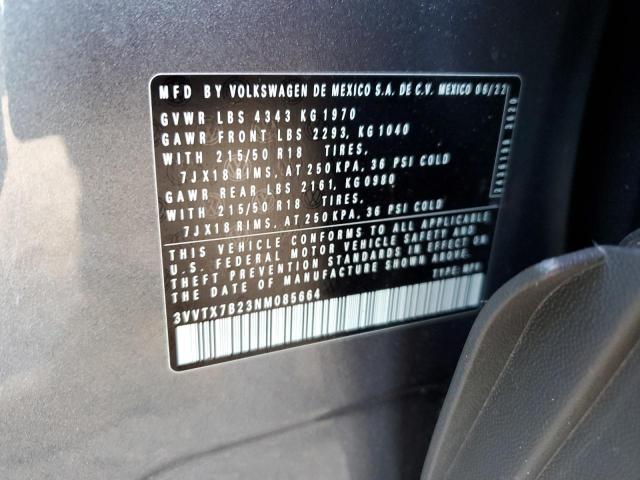 MFD BY VOLKSWAGEN DE MEXICO S.A. DE C.V. MEXICO 06/22
GVWR LBS 4343 KG 1970
GAWR FRONT LBS 2293, KG 1040
WITH 215/50 R18 TIRES,
7JX18 RIMS, AT 250 KPA, 36 PSI COLD
GAWR REAR LBS 2161, KG 0980
WITH 215/50 R18 TIRES,
7JX18 RIMS, AT 250 KPA, 36 PSI COLD
THIS VEHICLE CONFORMS TO ALL APPLICABLE
U.S. FEDERAL MOTOR VEHICLE SAFETY AND
THEFT PREVENTION STANDARDS IN EFFECT ON
THE DATE OF MANUFACTURE SHOWN ABOVE.
3VVTX7B23NM085664 TYPE: MPV
2020